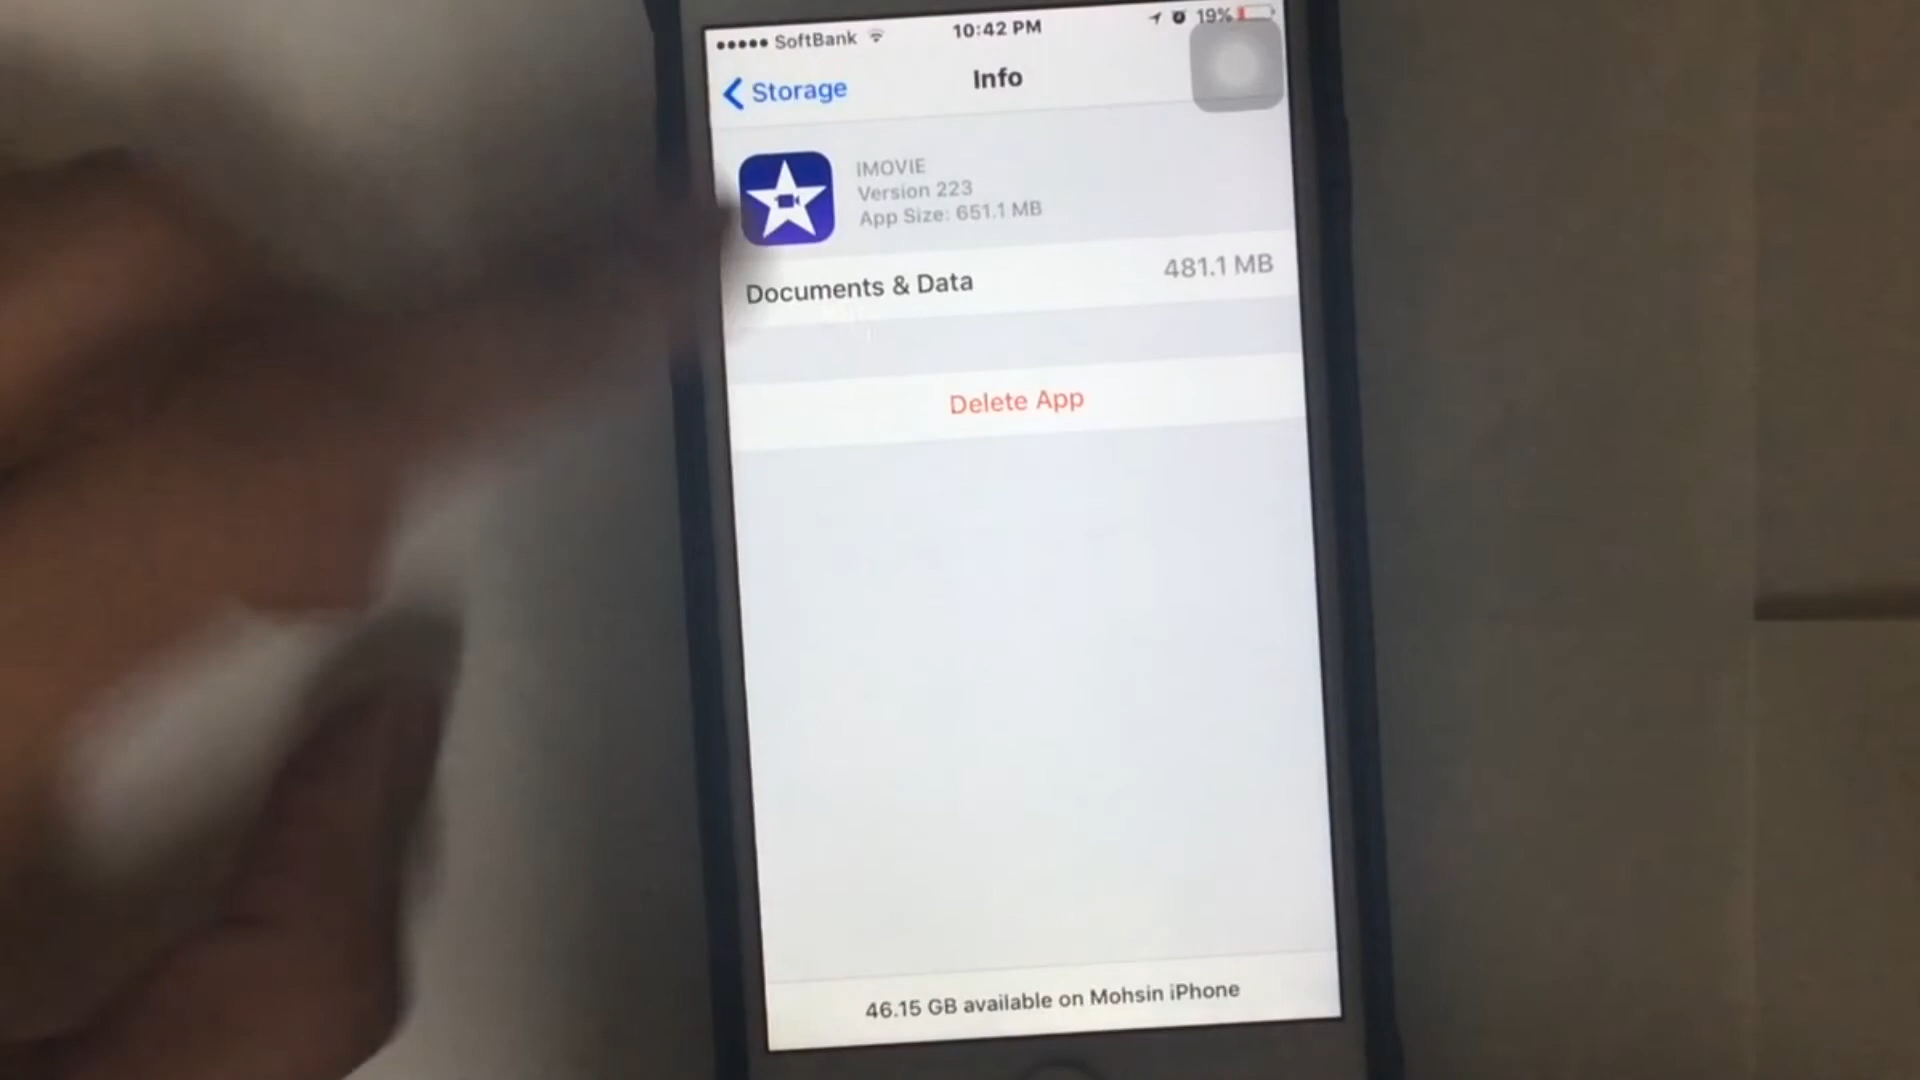 SoftBank 10:42 PM 19%
Storage Info
IMOVIE
Version 223
App Size: 651.1 MB
Documents & Data 481.1 MB
Delete App
46.15 GB available on Mohsin iPhone